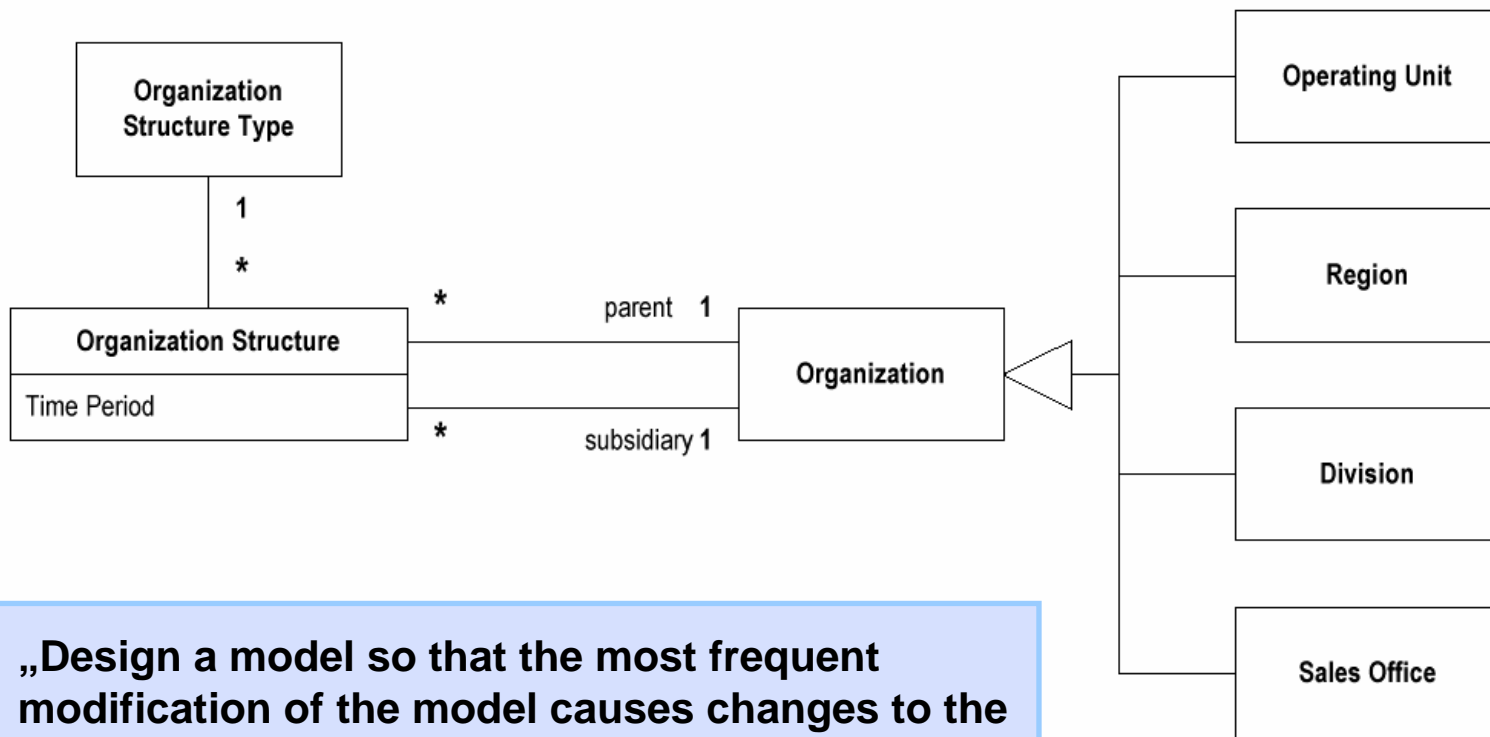 Organization
Structure Type
1
*
Organization Structure
Time Period
*
parent 1
*
subsidiary 1
Organization
Operating Unit
Region
Division
Sales Office
„Design a model so that the most frequent
modification of the model causes changes to the